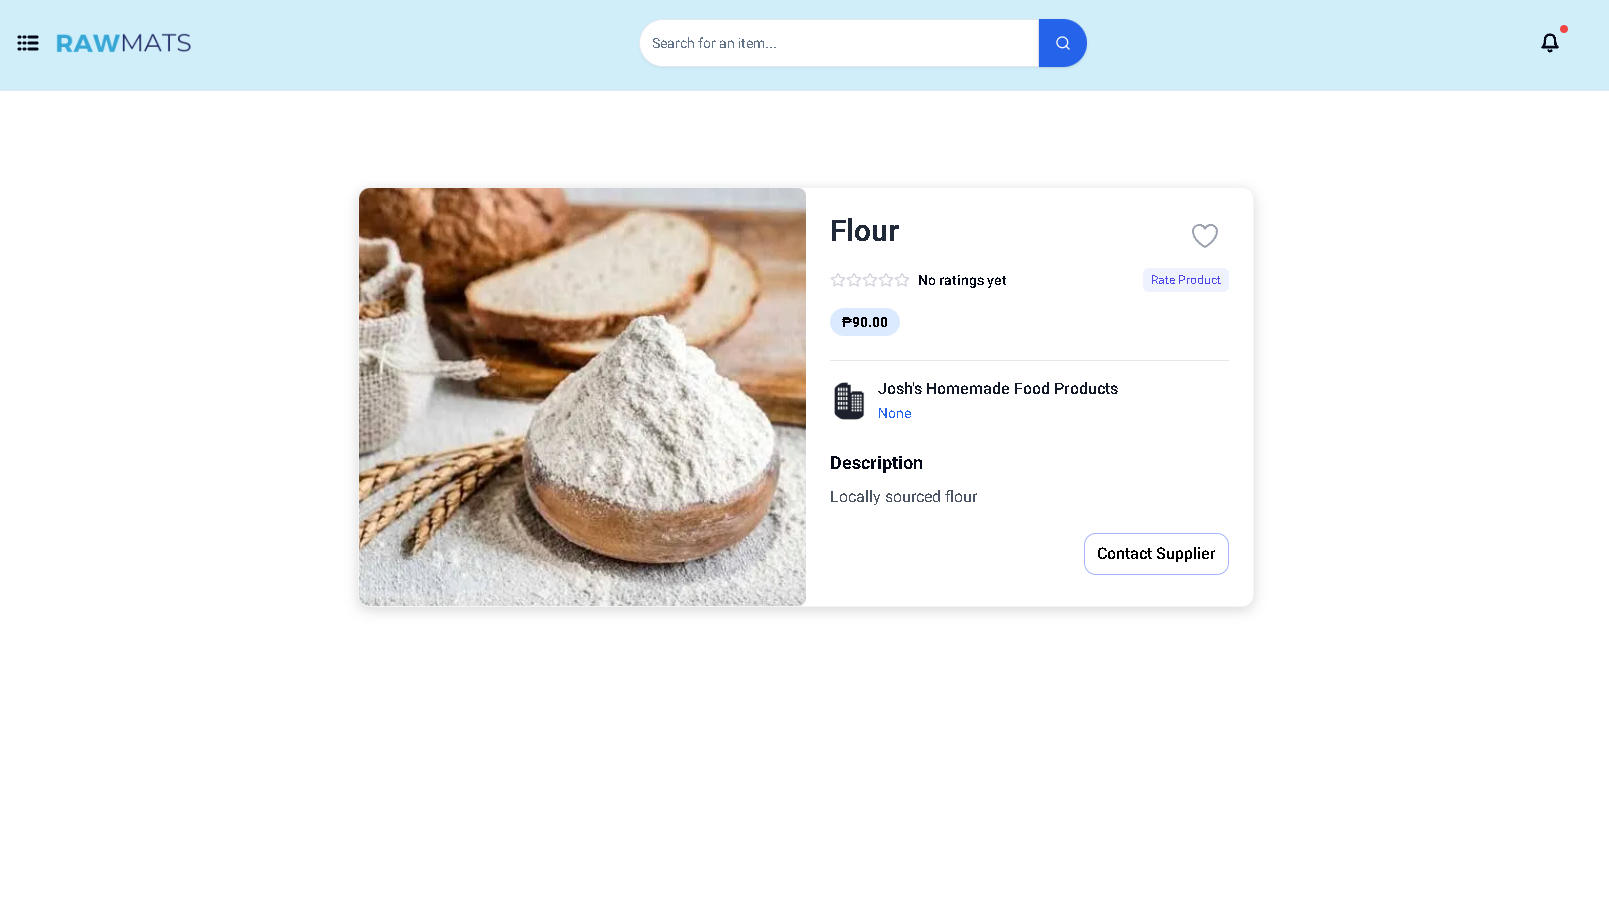 RAWMATS
Search for an item...
Flour
No ratings yet
Rate Product
₱90.00
Josh's Homemade Food Products
None
Description
Locally sourced flour
Contact Supplier